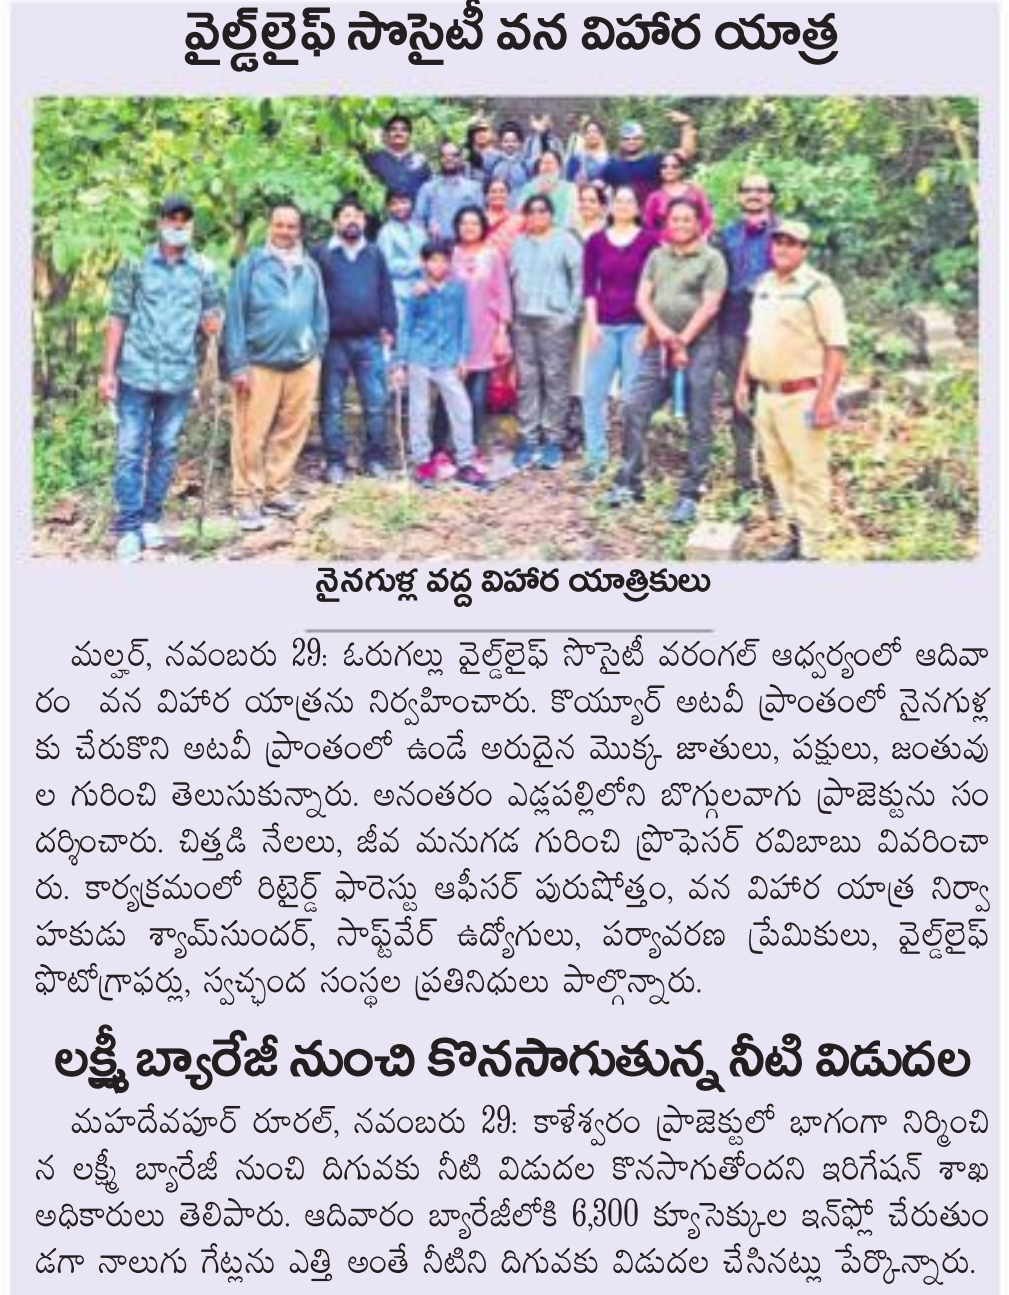 వైల్డ్‌లైఫ్ సొసైటీ వన విహార యాత్ర
నైనగుళ్ల వద్ద విహార యాత్రికులు
మల్హర్, నవంబరు 29: ఓరుగల్లు వైల్డ్‌లైఫ్ సొసైటీ వరంగల్ ఆధ్వర్యంలో ఆదివా
రం వన విహార యాత్రను నిర్వహించారు. కొయ్యూర్ అటవీ ప్రాంతంలో నైనగుళ్ల
కు చేరుకొని అటవీ ప్రాంతంలో ఉండే అరుదైన మొక్క జాతులు, పక్షులు, జంతువు
ల గురించి తెలుసుకున్నారు. అనంతరం ఎడ్లపల్లిలోని బొగ్గులవాగు ప్రాజెక్టును సం
దర్శించారు. చిత్తడి నేలలు, జీవ మనుగడ గురించి ప్రొఫెసర్ రవిబాబు వివరించా
రు. కార్యక్రమంలో రిటైర్డ్ ఫారెస్టు ఆఫీసర్ పురుషోత్తం, వన విహార యాత్ర నిర్వా
హకుడు శ్యామ్‌సుందర్, సాఫ్ట్‌వేర్ ఉద్యోగులు, పర్యావరణ ప్రేమికులు, వైల్డ్‌లైఫ్
ఫొటోగ్రాఫర్లు, స్వచ్ఛంద సంస్థల ప్రతినిధులు పాల్గొన్నారు.
లక్ష్మీ బ్యారేజీ నుంచి కొనసాగుతున్న నీటి విడుదల
మహదేవపూర్ రూరల్, నవంబరు 29: కాళేశ్వరం ప్రాజెక్టులో భాగంగా నిర్మించి
న లక్ష్మీ బ్యారేజీ నుంచి దిగువకు నీటి విడుదల కొనసాగుతోందని ఇరిగేషన్ శాఖ
అధికారులు తెలిపారు. ఆదివారం బ్యారేజీలోకి 6,300 క్యూసెక్కుల ఇన్‌ఫ్లో చేరుతుం
డగా నాలుగు గేట్లను ఎత్తి అంతే నీటిని దిగువకు విడుదల చేసినట్లు పేర్కొన్నారు.